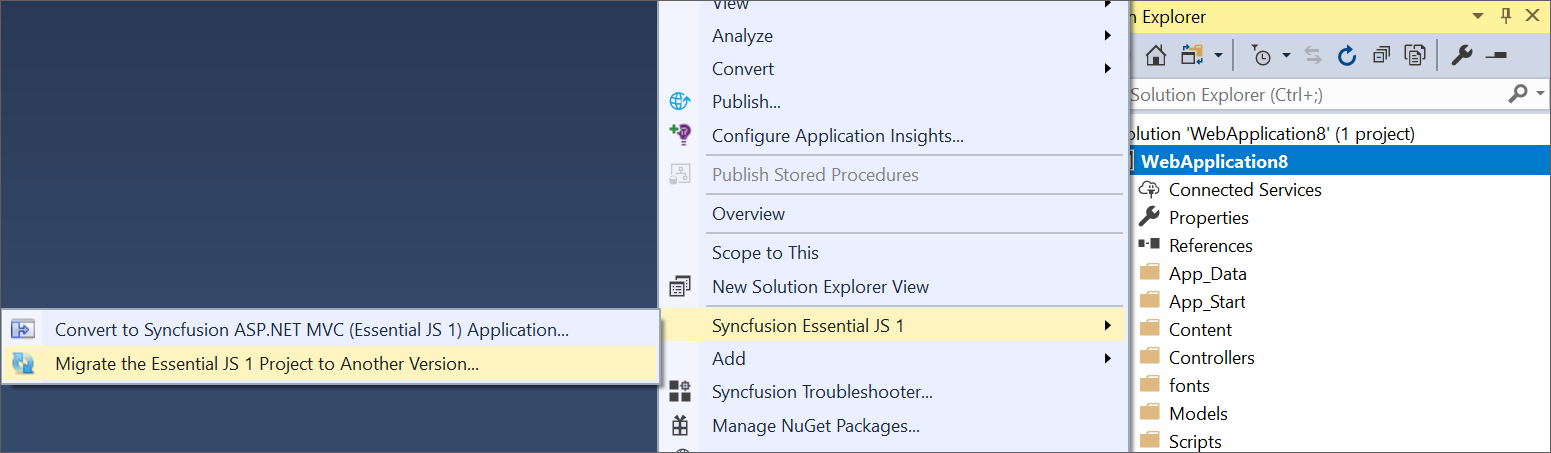 View
Analyze
Convert
Publish...
Configure Application Insights...
Publish Stored Procedures
Overview
Scope to This
New Solution Explorer View
Syncfusion Essential JS 1
Add
Syncfusion Troubleshooter...
Manage NuGet Packages...
Convert to Syncfusion ASP.NET MVC (Essential JS 1) Application...
Migrate the Essential JS 1 Project to Another Version...
n Explorer
Solution Explorer (Ctrl+;)
olution 'WebApplication8' (1 project)
WebApplication8
Connected Services
Properties
References
App_Data
App_Start
Content
Controllers
fonts
Models
Scripts